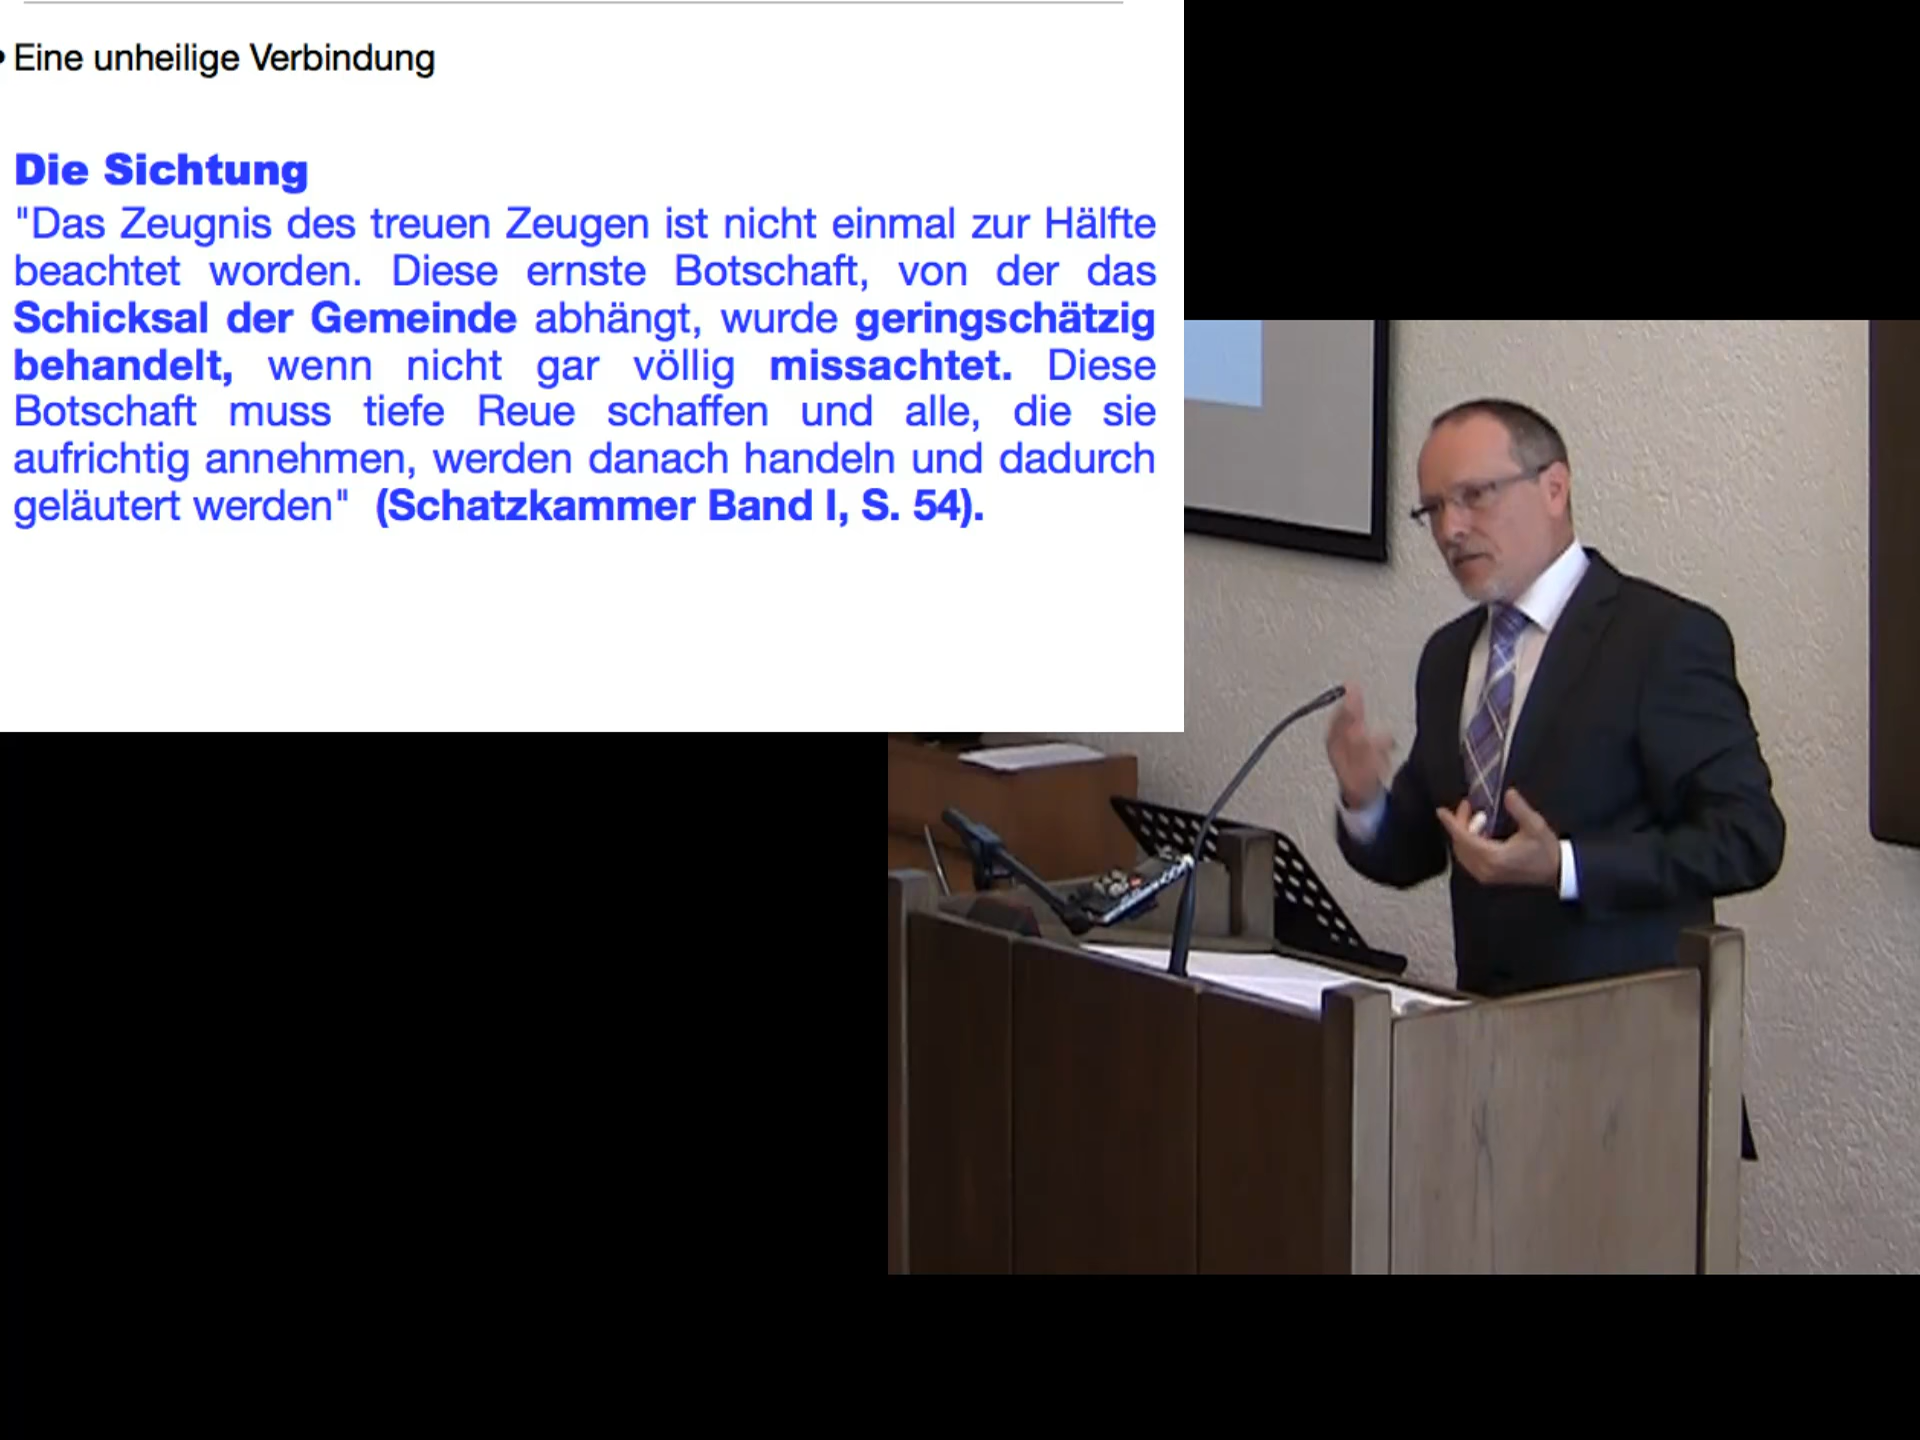 • Eine unheilige Verbindung
Die Sichtung
"Das Zeugnis des treuen Zeugen ist nicht einmal zur Hälfte
beachtet worden. Diese ernste Botschaft, von der das
Schicksal der Gemeinde abhängt, wurde geringschätzig
behandelt, wenn nicht gar völlig missachtet. Diese
Botschaft muss tiefe Reue schaffen und alle, die sie
aufrichtig annehmen, werden danach handeln und dadurch
geläutert werden" (Schatzkammer Band I, S. 54).